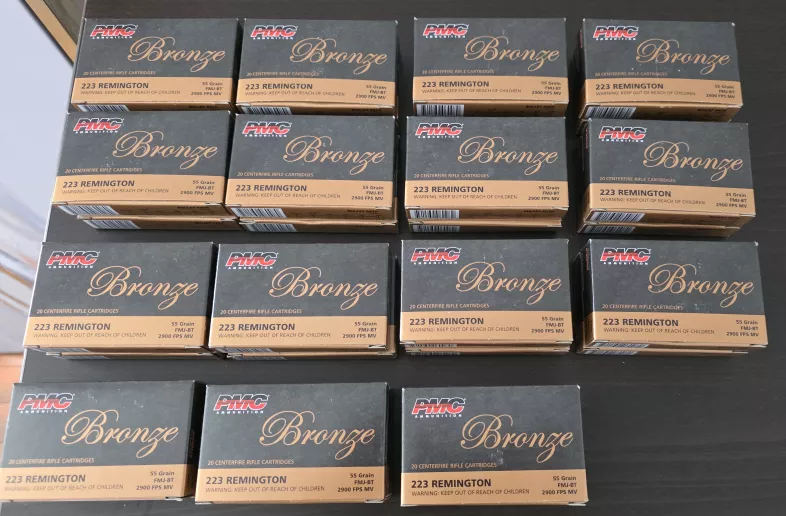 PMC
AMMUNITION
Bronze
20 CENTERFIRE RIFLE CARTRIDGES
223 REMINGTON
WARNING: KEEP OUT OF REACH OF CHILDREN
55 Grain
FMJ-BT
2900 FPS MV
PMC
AMMUNITION
Bronze
20 CENTERFIRE RIFLE CARTRIDGES
223 REMINGTON
WARNING: KEEP OUT OF REACH OF CHILDREN
55 Grain
FMJ-BT
2900 FPS MV
PMC
AMMUNITION
Bronze
20 CENTERFIRE RIFLE CARTRIDGES
223 REMINGTON
WARNING: KEEP OUT OF REACH OF CHILDREN
55 Grain
FMJ-BT
2900 FPS MV
PMC
AMMUNITION
Bronze
20 CENTERFIRE RIFLE CARTRIDGES
223 REMINGTON
WARNING: KEEP OUT OF REACH OF CHILDREN
55 Grain
FMJ-BT
2900 FPS MV
PMC
AMMUNITION
Bronze
20 CENTERFIRE RIFLE CARTRIDGES
223 REMINGTON
WARNING: KEEP OUT OF REACH OF CHILDREN
55 Grain
FMJ-BT
2900 FPS MV
PMC
AMMUNITION
Bronze
20 CENTERFIRE RIFLE CARTRIDGES
223 REMINGTON
WARNING: KEEP OUT OF REACH OF CHILDREN
55 Grain
FMJ-BT
2900 FPS MV
PMC
AMMUNITION
Bronze
20 CENTERFIRE RIFLE CARTRIDGES
223 REMINGTON
WARNING: KEEP OUT OF REACH OF CHILDREN
55 Grain
FMJ-BT
2900 FPS MV
PMC
AMMUNITION
Bronze
20 CENTERFIRE RIFLE CARTRIDGES
223 REMINGTON
WARNING: KEEP OUT OF REACH OF CHILDREN
55 Grain
FMJ-BT
2900 FPS MV
PMC
AMMUNITION
Bronze
20 CENTERFIRE RIFLE CARTRIDGES
223 REMINGTON
WARNING: KEEP OUT OF REACH OF CHILDREN
55 Grain
FMJ-BT
2900 FPS MV
PMC
AMMUNITION
Bronze
20 CENTERFIRE RIFLE CARTRIDGES
223 REMINGTON
WARNING: KEEP OUT OF REACH OF CHILDREN
55 Grain
FMJ-BT
2900 FPS MV
PMC
AMMUNITION
Bronze
20 CENTERFIRE RIFLE CARTRIDGES
223 REMINGTON
WARNING: KEEP OUT OF REACH OF CHILDREN
55 Grain
FMJ-BT
2900 FPS MV
PMC
AMMUNITION
Bronze
20 CENTERFIRE RIFLE CARTRIDGES
223 REMINGTON
WARNING: KEEP OUT OF REACH OF CHILDREN
55 Grain
FMJ-BT
2900 FPS MV
PMC
AMMUNITION
Bronze
20 CENTERFIRE RIFLE CARTRIDGES
223 REMINGTON
WARNING: KEEP OUT OF REACH OF CHILDREN
55 Grain
FMJ-BT
2900 FPS MV
PMC
AMMUNITION
Bronze
20 CENTERFIRE RIFLE CARTRIDGES
223 REMINGTON
WARNING: KEEP OUT OF REACH OF CHILDREN
55 Grain
FMJ-BT
2900 FPS MV
PMC
AMMUNITION
Bronze
20 CENTERFIRE RIFLE CARTRIDGES
223 REMINGTON
WARNING: KEEP OUT OF REACH OF CHILDREN
55 Grain
FMJ-BT
2900 FPS MV